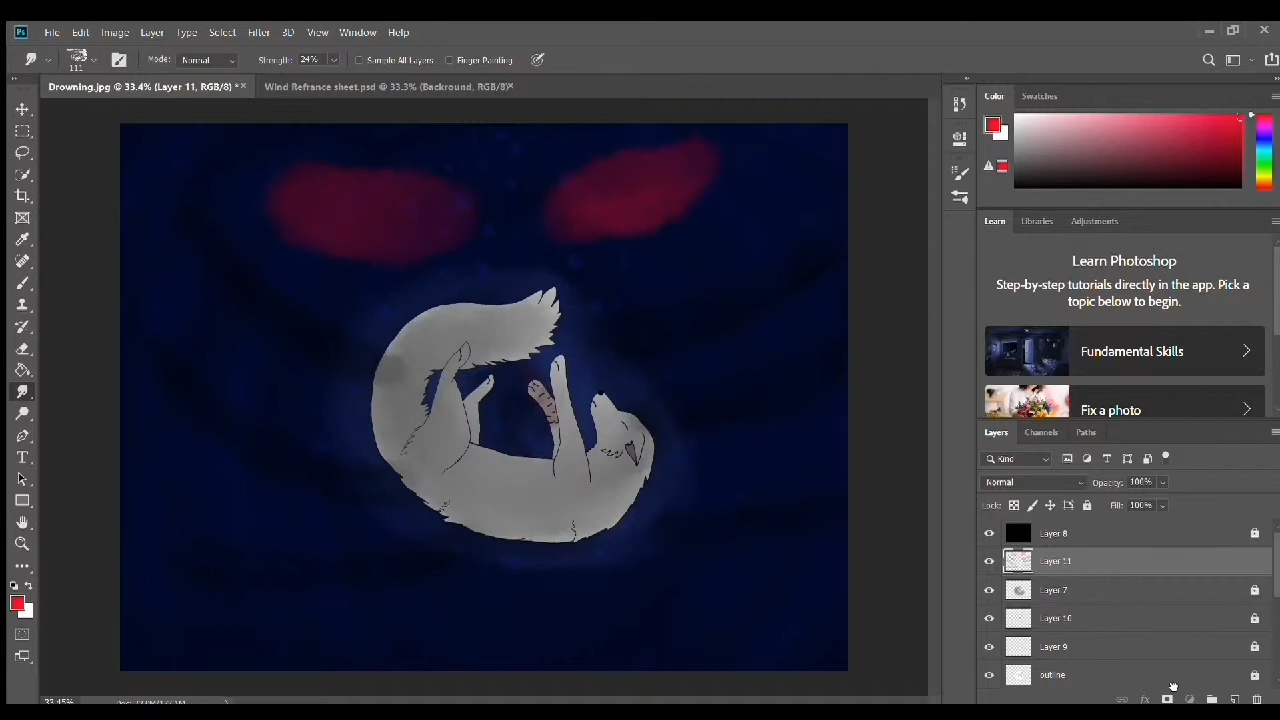 Ps File Edit Image Layer Type Select Filter 3D View Window Help
111 Mode: Normal Strength: 24% Sample All Layers Finger Painting
Drowning.jpg @ 33.4% (Layer 11, RGB/8) * × Wind Refrance sheet.psd @ 33.3% (Backround, RGB/8) ×
Color Swatches
Learn Libraries Adjustments
Learn Photoshop
Step-by-step tutorials directly in the app. Pick a
topic below to begin.
Fundamental Skills
Fix a photo
Layers Channels Paths
Kind
Normal Opacity: 100%
Lock: Fill: 100%
Layer 8
Layer 11
Layer 7
Layer 10
Layer 9
outline